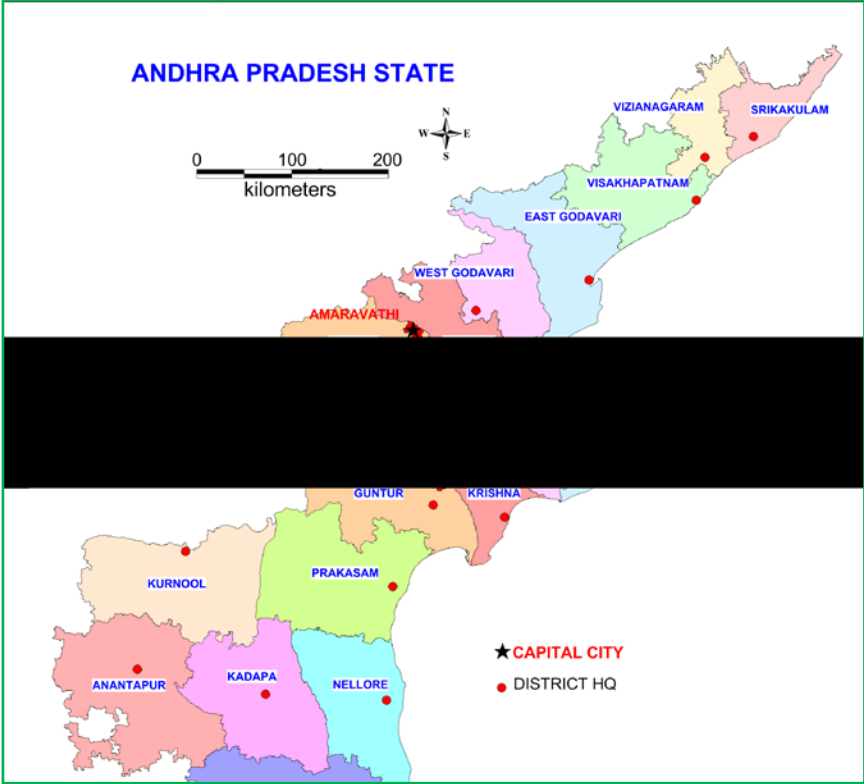 ANDHRA PRADESH STATE
N
W E
S
0 100 200
kilometers
VIZIANAGARAM
SRIKAKULAM
VISAKHAPATNAM
EAST GODAVARI
WEST GODAVARI
AMARAVATHI
GUNTUR
KRISHNA
PRAKASAM
KURNOOL
CAPITAL CITY
DISTRICT HQ
KADAPA
NELLORE
ANANTAPUR